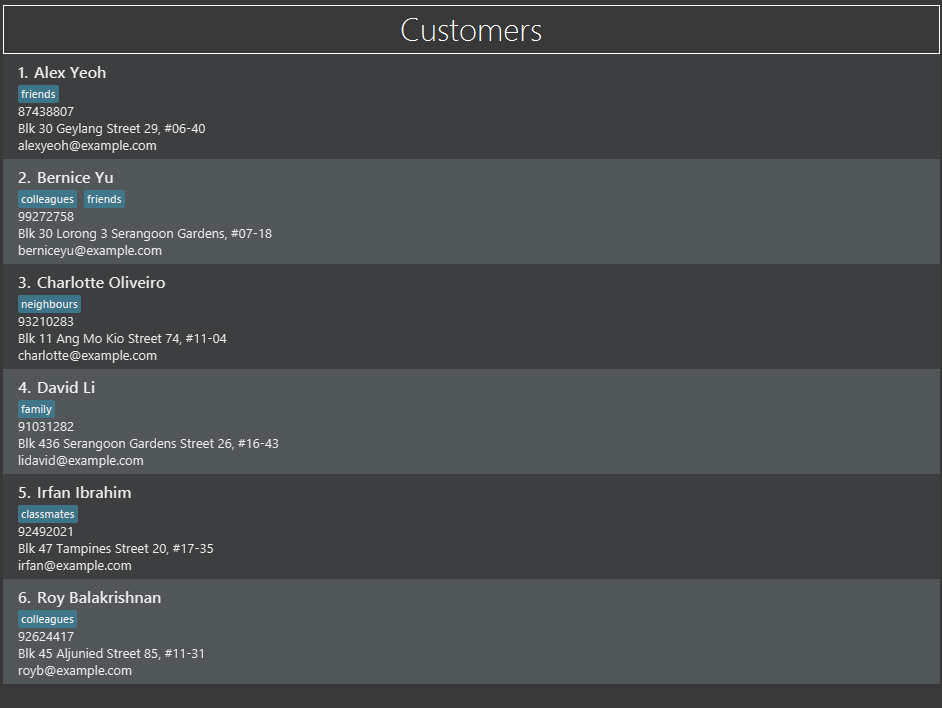 Customers
1. Alex Yeoh
friends
87438807
Blk 30 Geylang Street 29, #06-40
alexyeoh@example.com
2. Bernice Yu
colleagues friends
99272758
Blk 30 Lorong 3 Serangoon Gardens, #07-18
berniceyu@example.com
3. Charlotte Oliveiro
neighbours
93210283
Blk 11 Ang Mo Kio Street 74, #11-04
charlotte@example.com
4. David Li
family
91031282
Blk 436 Serangoon Gardens Street 26, #16-43
lidavid@example.com
5. Irfan Ibrahim
classmates
92492021
Blk 47 Tampines Street 20, #17-35
irfan@example.com
6. Roy Balakrishnan
colleagues
92624417
Blk 45 Aljunied Street 85, #11-31
royb@example.com